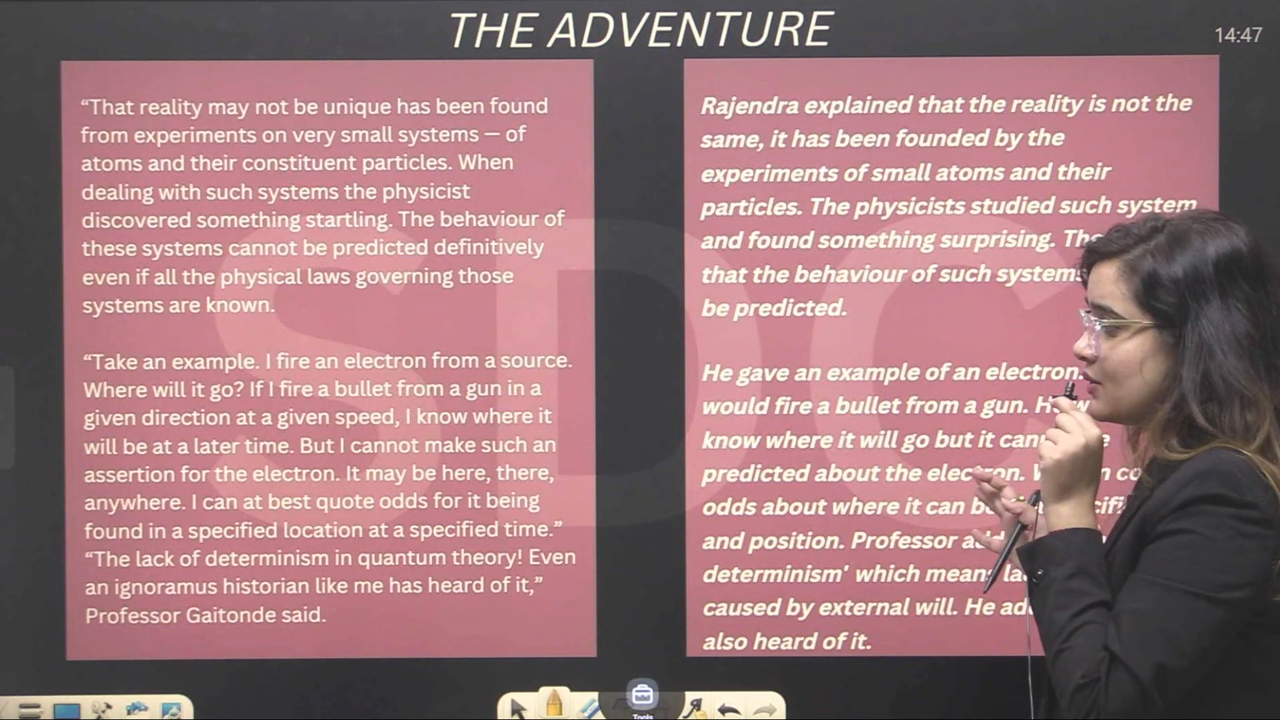 THE ADVENTURE
14:47
“That reality may not be unique has been found
from experiments on very small systems — of
atoms and their constituent particles. When
dealing with such systems the physicist
discovered something startling. The behaviour of
these systems cannot be predicted definitively
even if all the physical laws governing those
systems are known.
“Take an example. I fire an electron from a source.
Where will it go? If I fire a bullet from a gun in a
given direction at a given speed, I know where it
will be at a later time. But I cannot make such an
assertion for the electron. It may be here, there,
anywhere. I can at best quote odds for it being
found in a specified location at a specified time.”
“The lack of determinism in quantum theory! Even
an ignoramus historian like me has heard of it,”
Professor Gaitonde said.
Rajendra explained that the reality is not the
same, it has been founded by the
experiments of small atoms and their
particles. The physicists studied such system
and found something surprising.
that the behaviour of such systems
be predicted.
He gave an example of an electron.
would fire a bullet from a gun.
know where it will go but it
predicted about the electron.
odds about where it can
and position. Professor
determinism' which means
caused by external will. He
also heard of it.
SDC
Tools